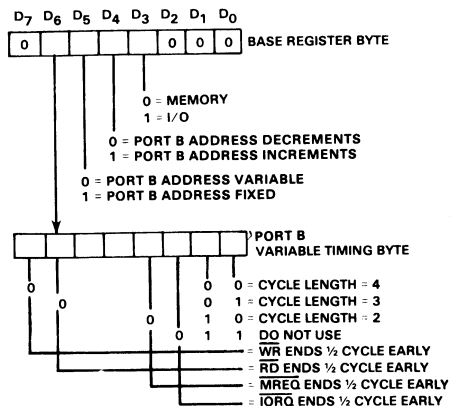 D7 D6 D5 D4 D3 D2 D1 D0
0 0 0 0 BASE REGISTER BYTE
0 = MEMORY
1 = I/O
0 = PORT B ADDRESS DECREMENTS
1 = PORT B ADDRESS INCREMENTS
0 = PORT B ADDRESS VARIABLE
1 = PORT B ADDRESS FIXED
PORT B
VARIABLE TIMING BYTE
0 0 0 = CYCLE LENGTH = 4
0 0 1 = CYCLE LENGTH = 3
0 1 0 = CYCLE LENGTH = 2
0 1 1 DO NOT USE
= WR ENDS ½ CYCLE EARLY
= RD ENDS ½ CYCLE EARLY
= MREQ ENDS ½ CYCLE EARLY
= IORQ ENDS ½ CYCLE EARLY